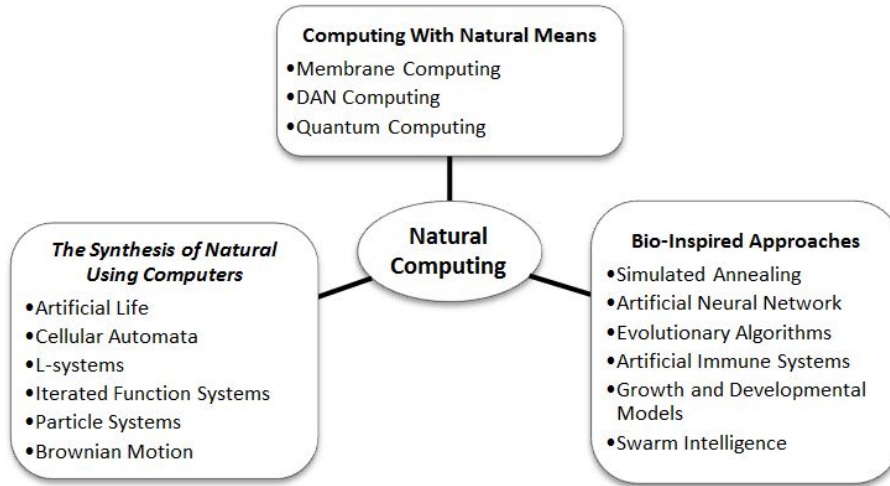 Computing With Natural Means
•Membrane Computing
•DAN Computing
•Quantum Computing
Natural
Computing
The Synthesis of Natural
Using Computers
•Artificial Life
•Cellular Automata
•L-systems
•Iterated Function Systems
•Particle Systems
•Brownian Motion
Bio-Inspired Approaches
•Simulated Annealing
•Artificial Neural Network
•Evolutionary Algorithms
•Artificial Immune Systems
•Growth and Developmental
Models
•Swarm Intelligence